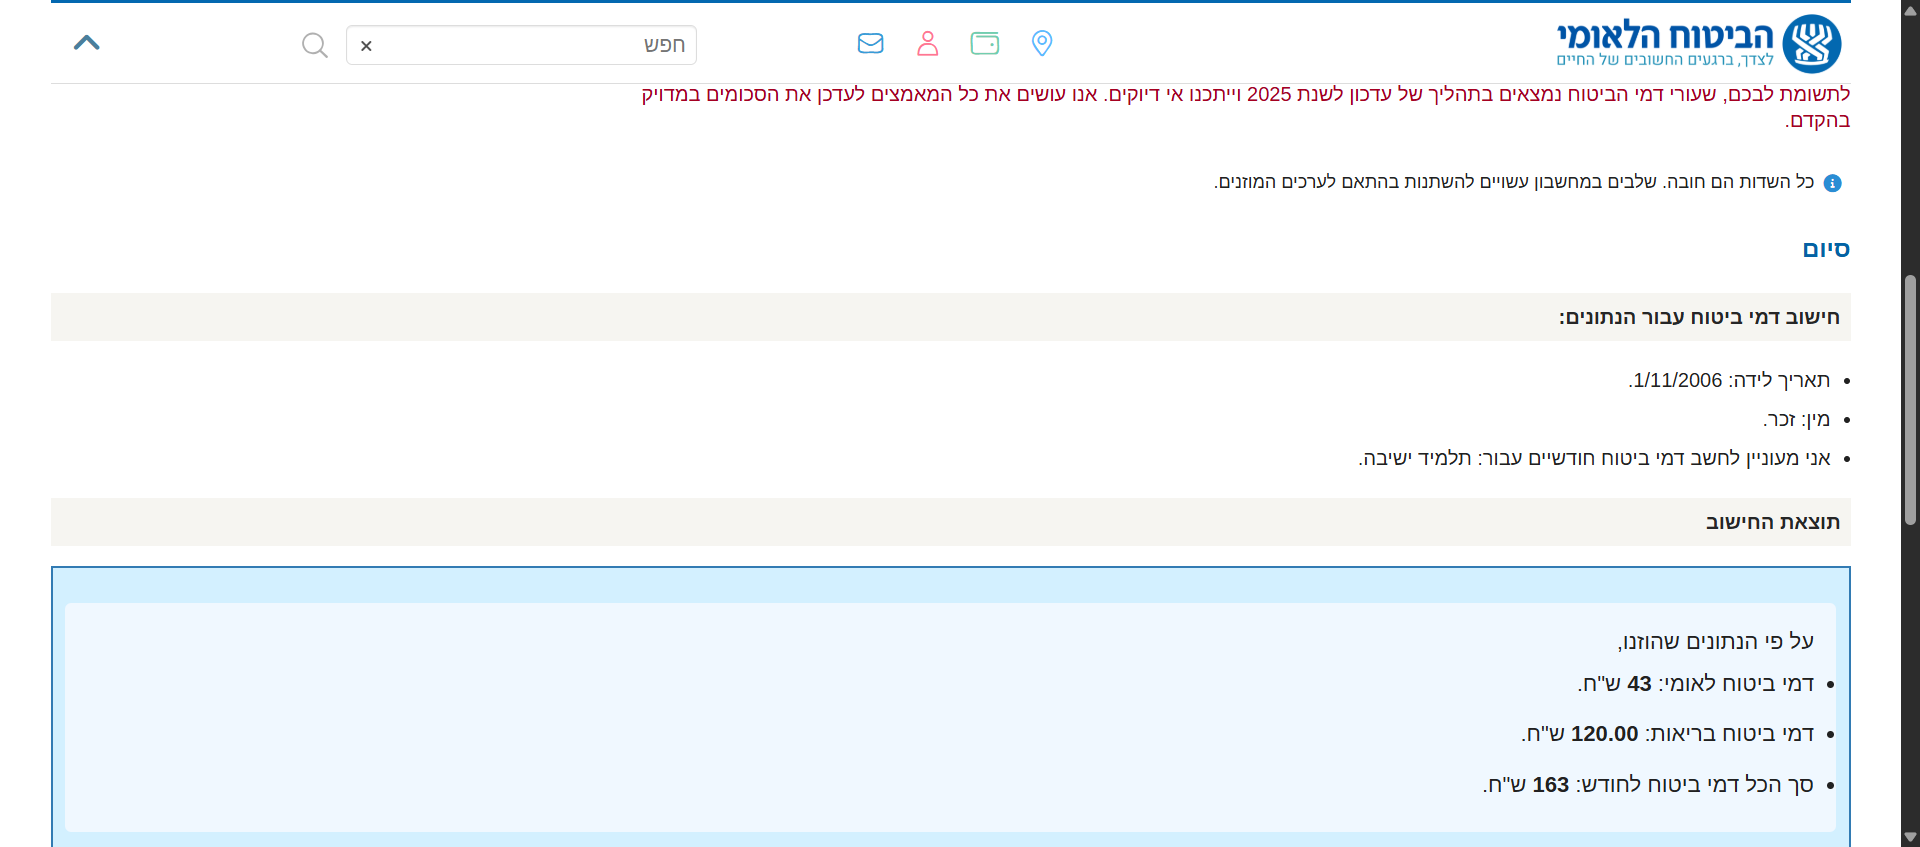 הביטוח הלאומי
לצדך, ברגעים החשובים של החיים
חפש
לתשומת לבכם, שעורי דמי הביטוח נמצאים בתהליך של עדכון לשנת 2025 וייתכנו אי דיוקים. אנו עושים את כל המאמצים לעדכן את הסכומים במדויק
בהקדם.
כל השדות הם חובה. שלבים במחשבון עשויים להשתנות בהתאם לערכים המוזנים.
סיום
חישוב דמי ביטוח עבור הנתונים:
תאריך לידה: 1/11/2006.
מין: זכר.
אני מעוניין לחשב דמי ביטוח חודשיים עבור: תלמיד ישיבה.
תוצאת החישוב
על פי הנתונים שהוזנו,
דמי ביטוח לאומי: 43 ש"ח.
דמי ביטוח בריאות: 120.00 ש"ח.
סך הכל דמי ביטוח לחודש: 163 ש"ח.